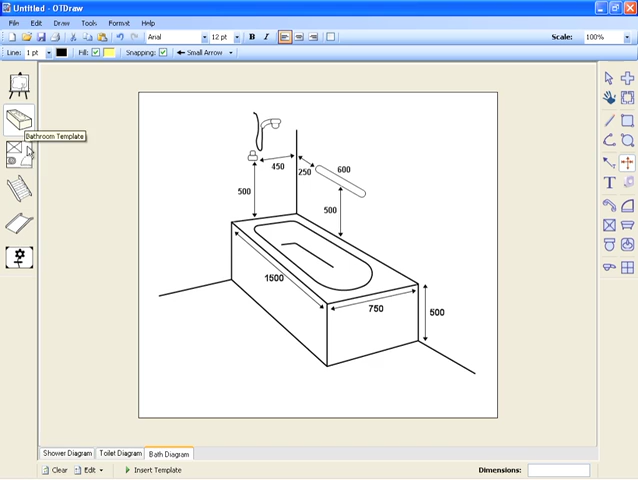 Untitled - OTDraw
File Edit View Draw Tools Format Help
Arial 12 pt B I Scale: 100%
Line: 1 pt Fill: Snapping: Small Arrow
Bathroom Template
450
250
600
500
500
1500
750
500
T
Shower Diagram Toilet Diagram Bath Diagram
Clear Edit Insert Template Dimensions: